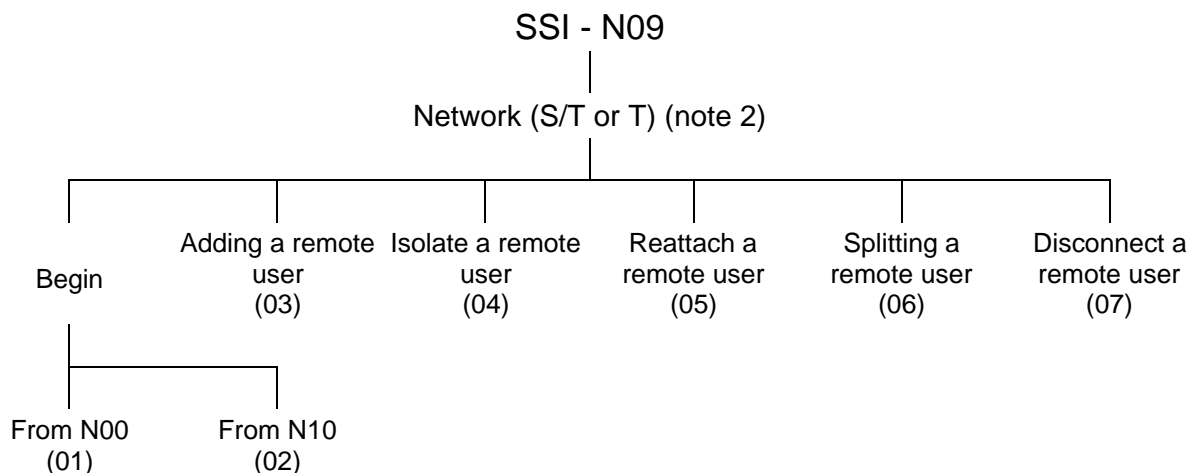 SSI - N09
Network (S/T or T) (note 2)
Begin
Adding a remote
user
(03)
Isolate a remote
user
(04)
Reattach a
remote user
(05)
Splitting a
remote user
(06)
Disconnect a
remote user
(07)
From N00
(01)
From N10
(02)